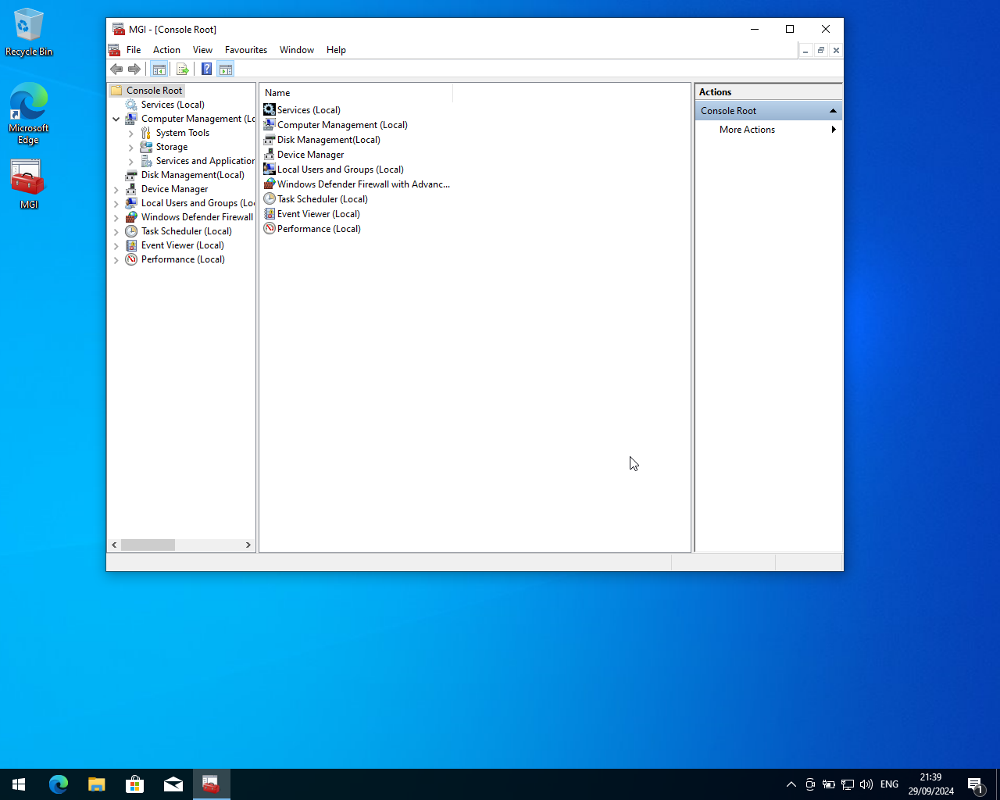 Recycle Bin
Microsoft
Edge
MGI
MGI - [Console Root]
File Action View Favourites Window Help
Console Root
Services (Local)
Computer Management (Lo
System Tools
Storage
Services and Application
Disk Management(Local)
Device Manager
Local Users and Groups (Loc
Windows Defender Firewall
Task Scheduler (Local)
Event Viewer (Local)
Performance (Local)
Name
Services (Local)
Computer Management (Local)
Disk Management(Local)
Device Manager
Local Users and Groups (Local)
Windows Defender Firewall with Advanc...
Task Scheduler (Local)
Event Viewer (Local)
Performance (Local)
Actions
Console Root
More Actions
ENG
21:39
29/09/2024
1